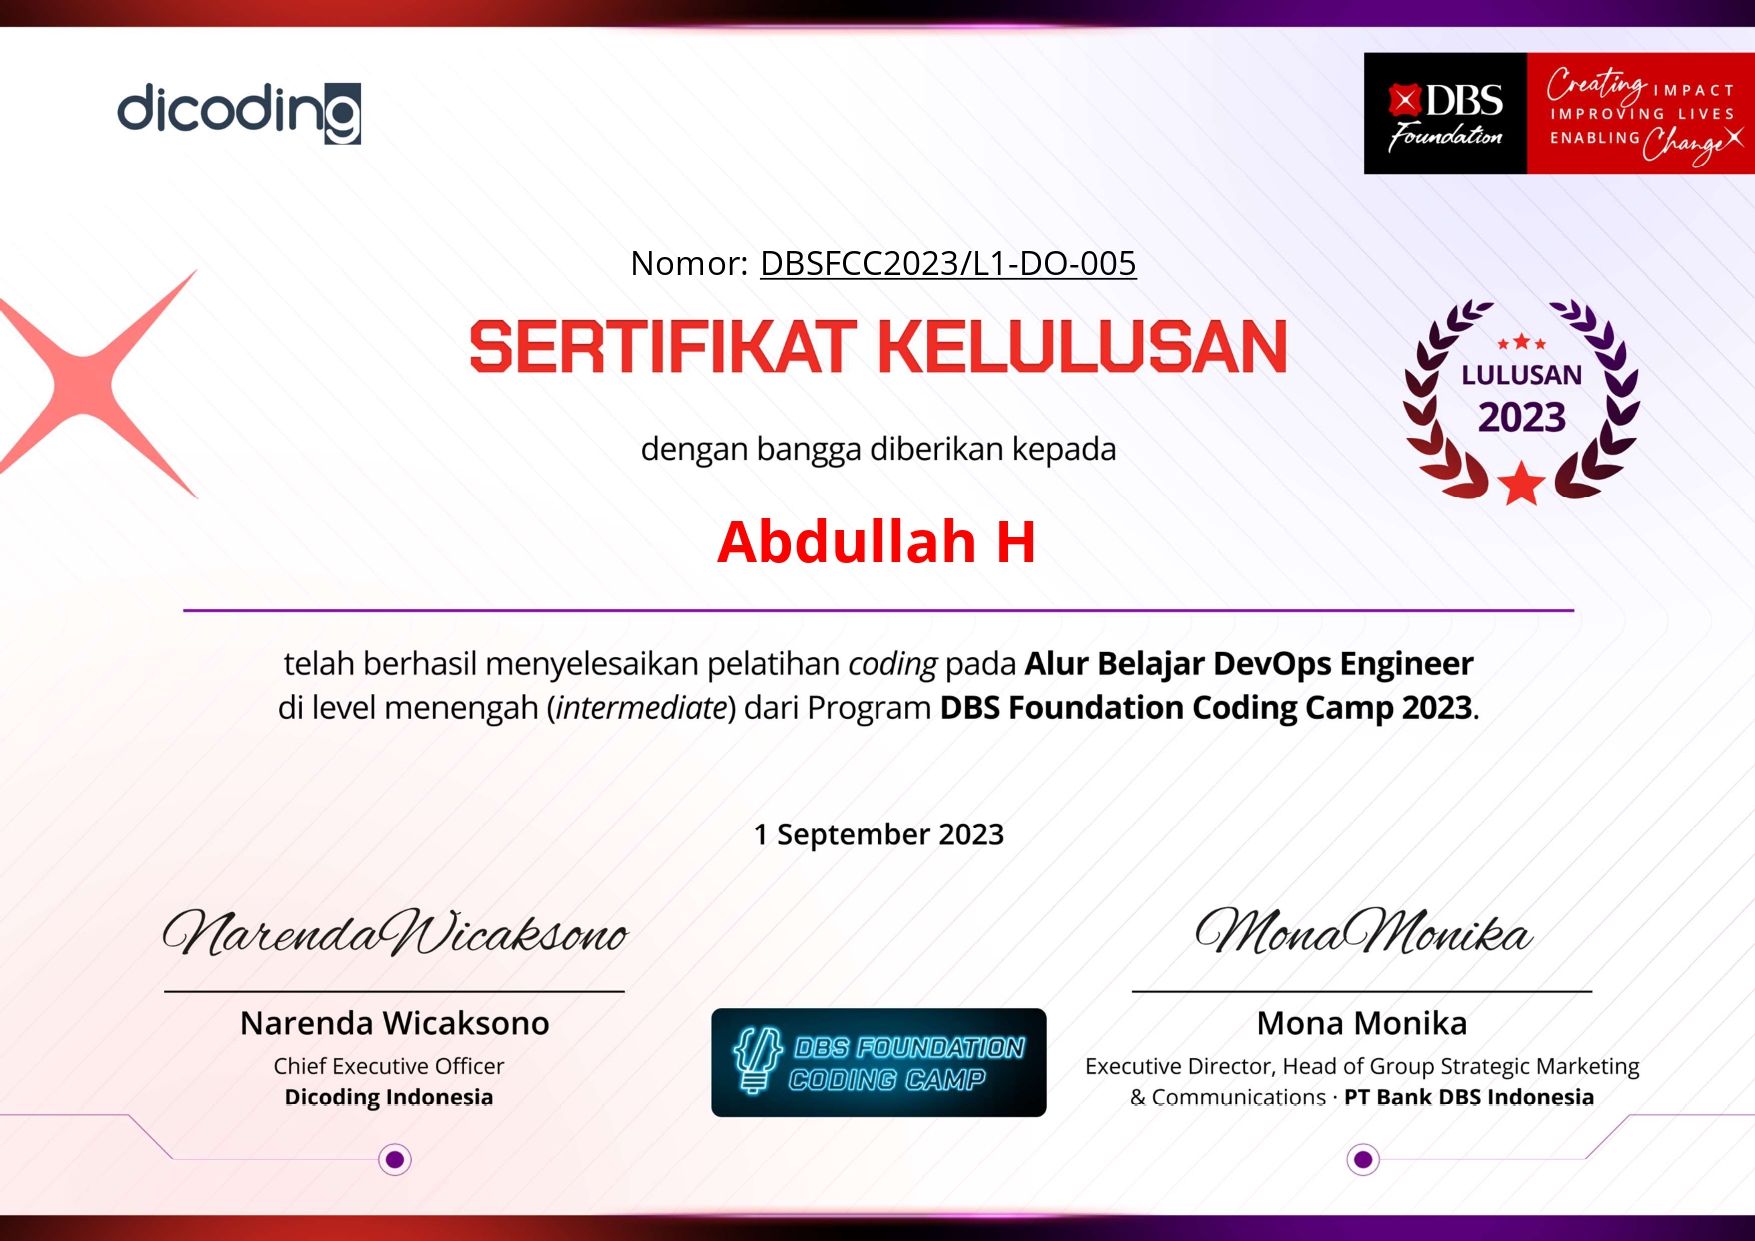 dicoding
DBS
Foundation
Creating IMPACT
IMPROVING LIVES
ENABLING Change
Nomor: DBSFCC2023/L1-DO-005
SERTIFIKAT KELULUSAN
LULUSAN
2023
dengan bangga diberikan kepada
Abdullah H
telah berhasil menyelesaikan pelatihan coding pada Alur Belajar DevOps Engineer
di level menengah (intermediate) dari Program DBS Foundation Coding Camp 2023.
1 September 2023
Narenda Wicaksono
Mona Monika
Narenda Wicaksono
Chief Executive Officer
Dicoding Indonesia
DBS FOUNDATION
CODING CAMP
Mona Monika
Executive Director, Head of Group Strategic Marketing
& Communications · PT Bank DBS Indonesia